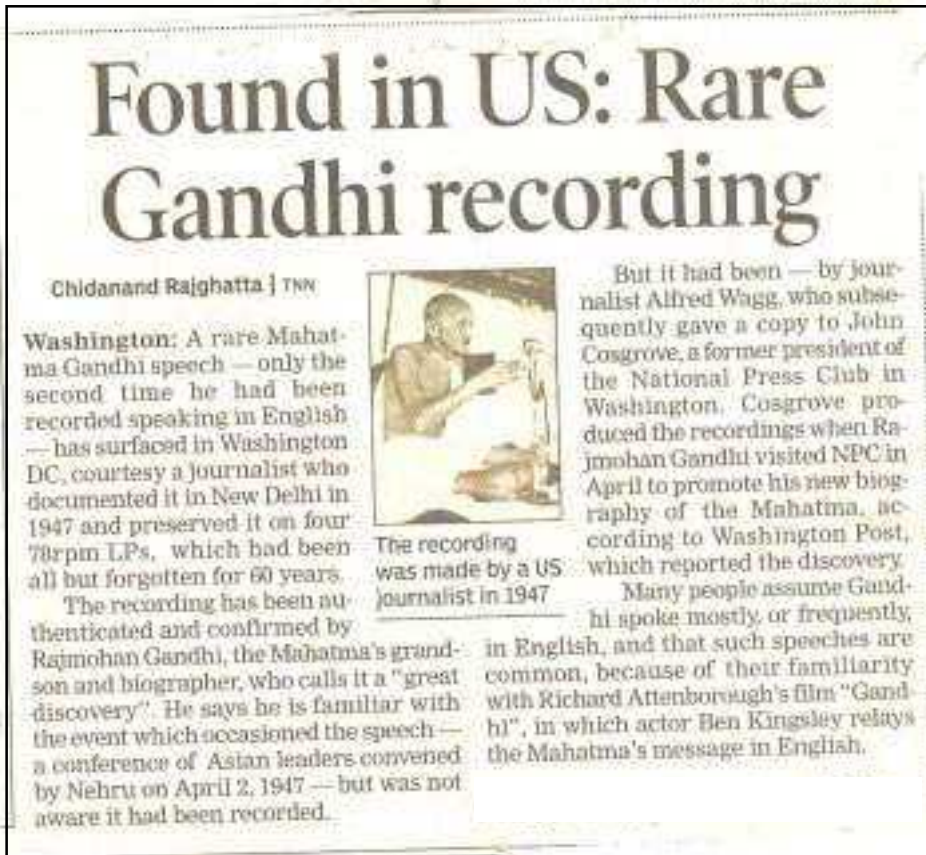 Found in US: Rare
Gandhi recording
Chidanand Rajghatta | TNN
Washington: A rare Mahat-
ma Gandhi speech — only the
second time he had been
recorded speaking in English
— has surfaced in Washington
DC, courtesy a journalist who
documented it in New Delhi in
1947 and preserved it on four
78rpm LPs, which had been
all but forgotten for 60 years.
The recording has been au-
thenticated and confirmed by
Rajmohan Gandhi, the Mahatma's grand-
son and biographer, who calls it a "great
discovery". He says he is familiar with
the event which occasioned the speech —
a conference of Asian leaders convened
by Nehru on April 2, 1947 — but was not
aware it had been recorded.
The recording
was made by a US
journalist in 1947
But it had been — by jour-
nalist Alfred Wagg, who subse-
quently gave a copy to John
Cosgrove, a former president of
the National Press Club in
Washington. Cosgrove pro-
duced the recordings when Ra-
jmohan Gandhi visited NPC in
April to promote his new biog-
raphy of the Mahatma, ac-
cording to Washington Post,
which reported the discovery.
Many people assume Gand-
hi spoke mostly, or frequently,
in English, and that such speeches are
common, because of their familiarity
with Richard Attenborough's film "Gand-
hi", in which actor Ben Kingsley relays
the Mahatma's message in English.